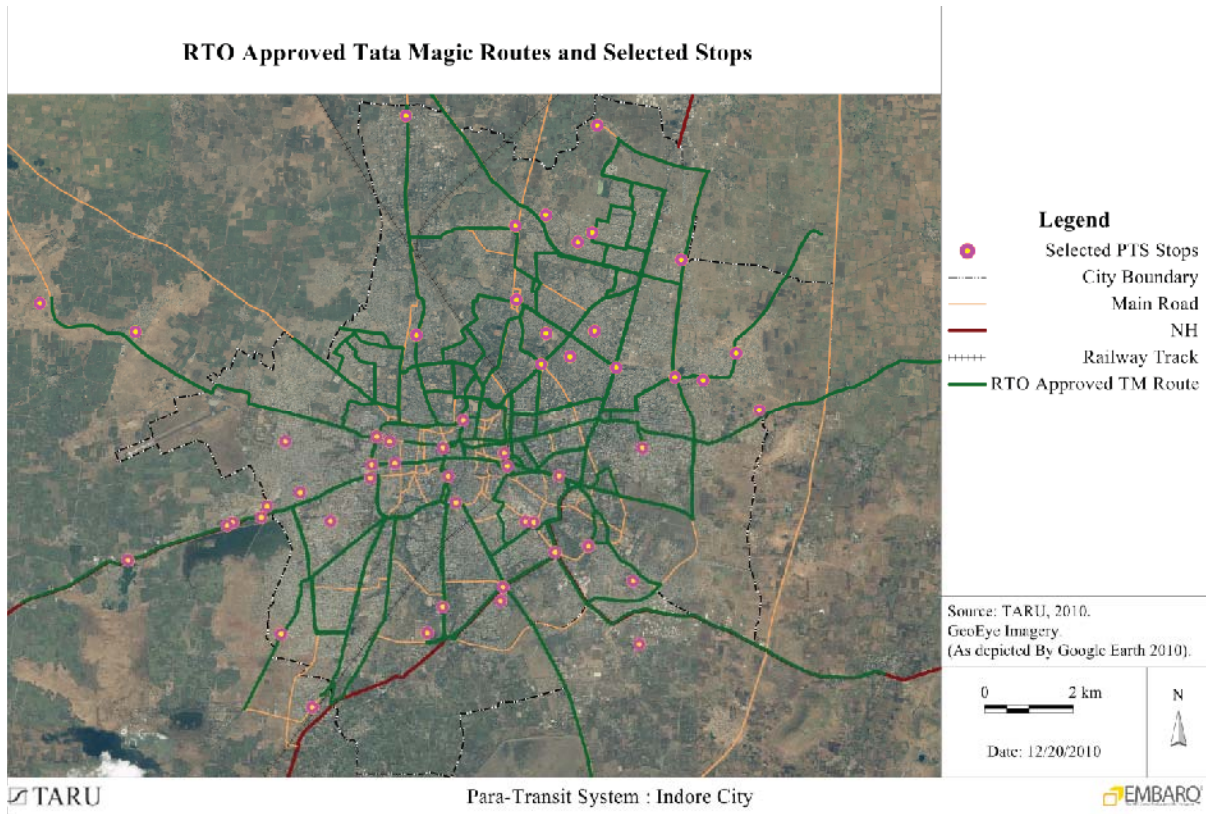 RTO Approved Tata Magic Routes and Selected Stops
Legend
Selected PTS Stops
City Boundary
Main Road
NH
Railway Track
RTO Approved TM Route
Source: TARU, 2010.
GeoEye Imagery.
(As depicted By Google Earth 2010).
0 2 km
N
Date: 12/20/2010
TARU
Para-Transit System : Indore City
EMBARQ